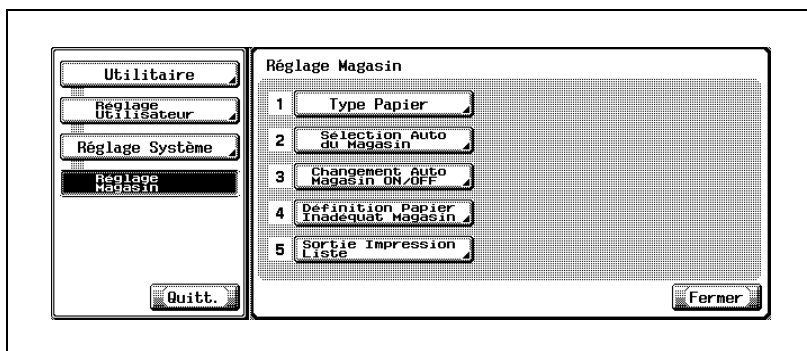 Utilitaire
Réglage
Utilisateur
Réglage Système
Réglage
Magasin
Quitt.
Réglage Magasin
1 Type Papier
2 Sélection Auto
du Magasin
3 Changement Auto
Magasin ON/OFF
4 Définition Papier
Inadéquat Magasin
5 Sortie Impression
Liste
Fermer